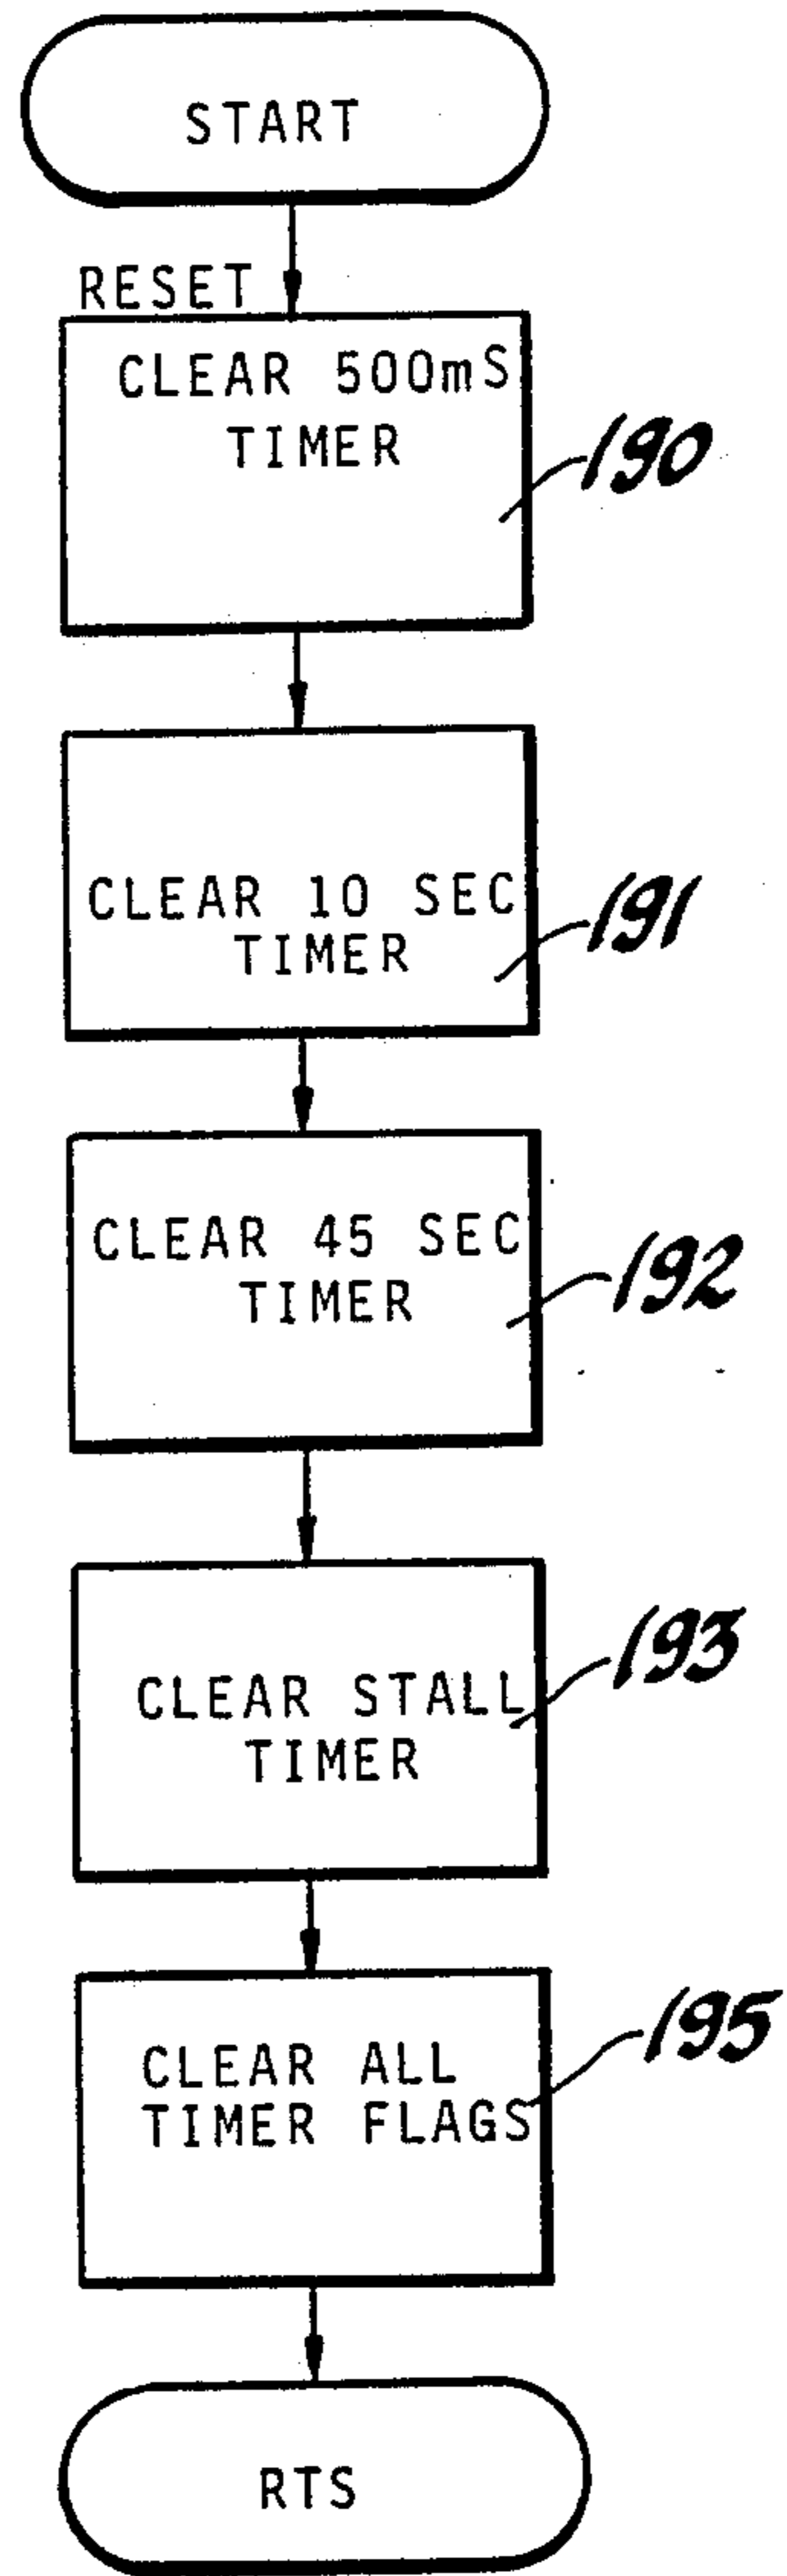 START
RESET
CLEAR 500mS
TIMER
190
CLEAR 10 SEC
TIMER
191
CLEAR 45 SEC
TIMER
192
CLEAR STALL
TIMER
193
CLEAR ALL
TIMER FLAGS
195
RTS